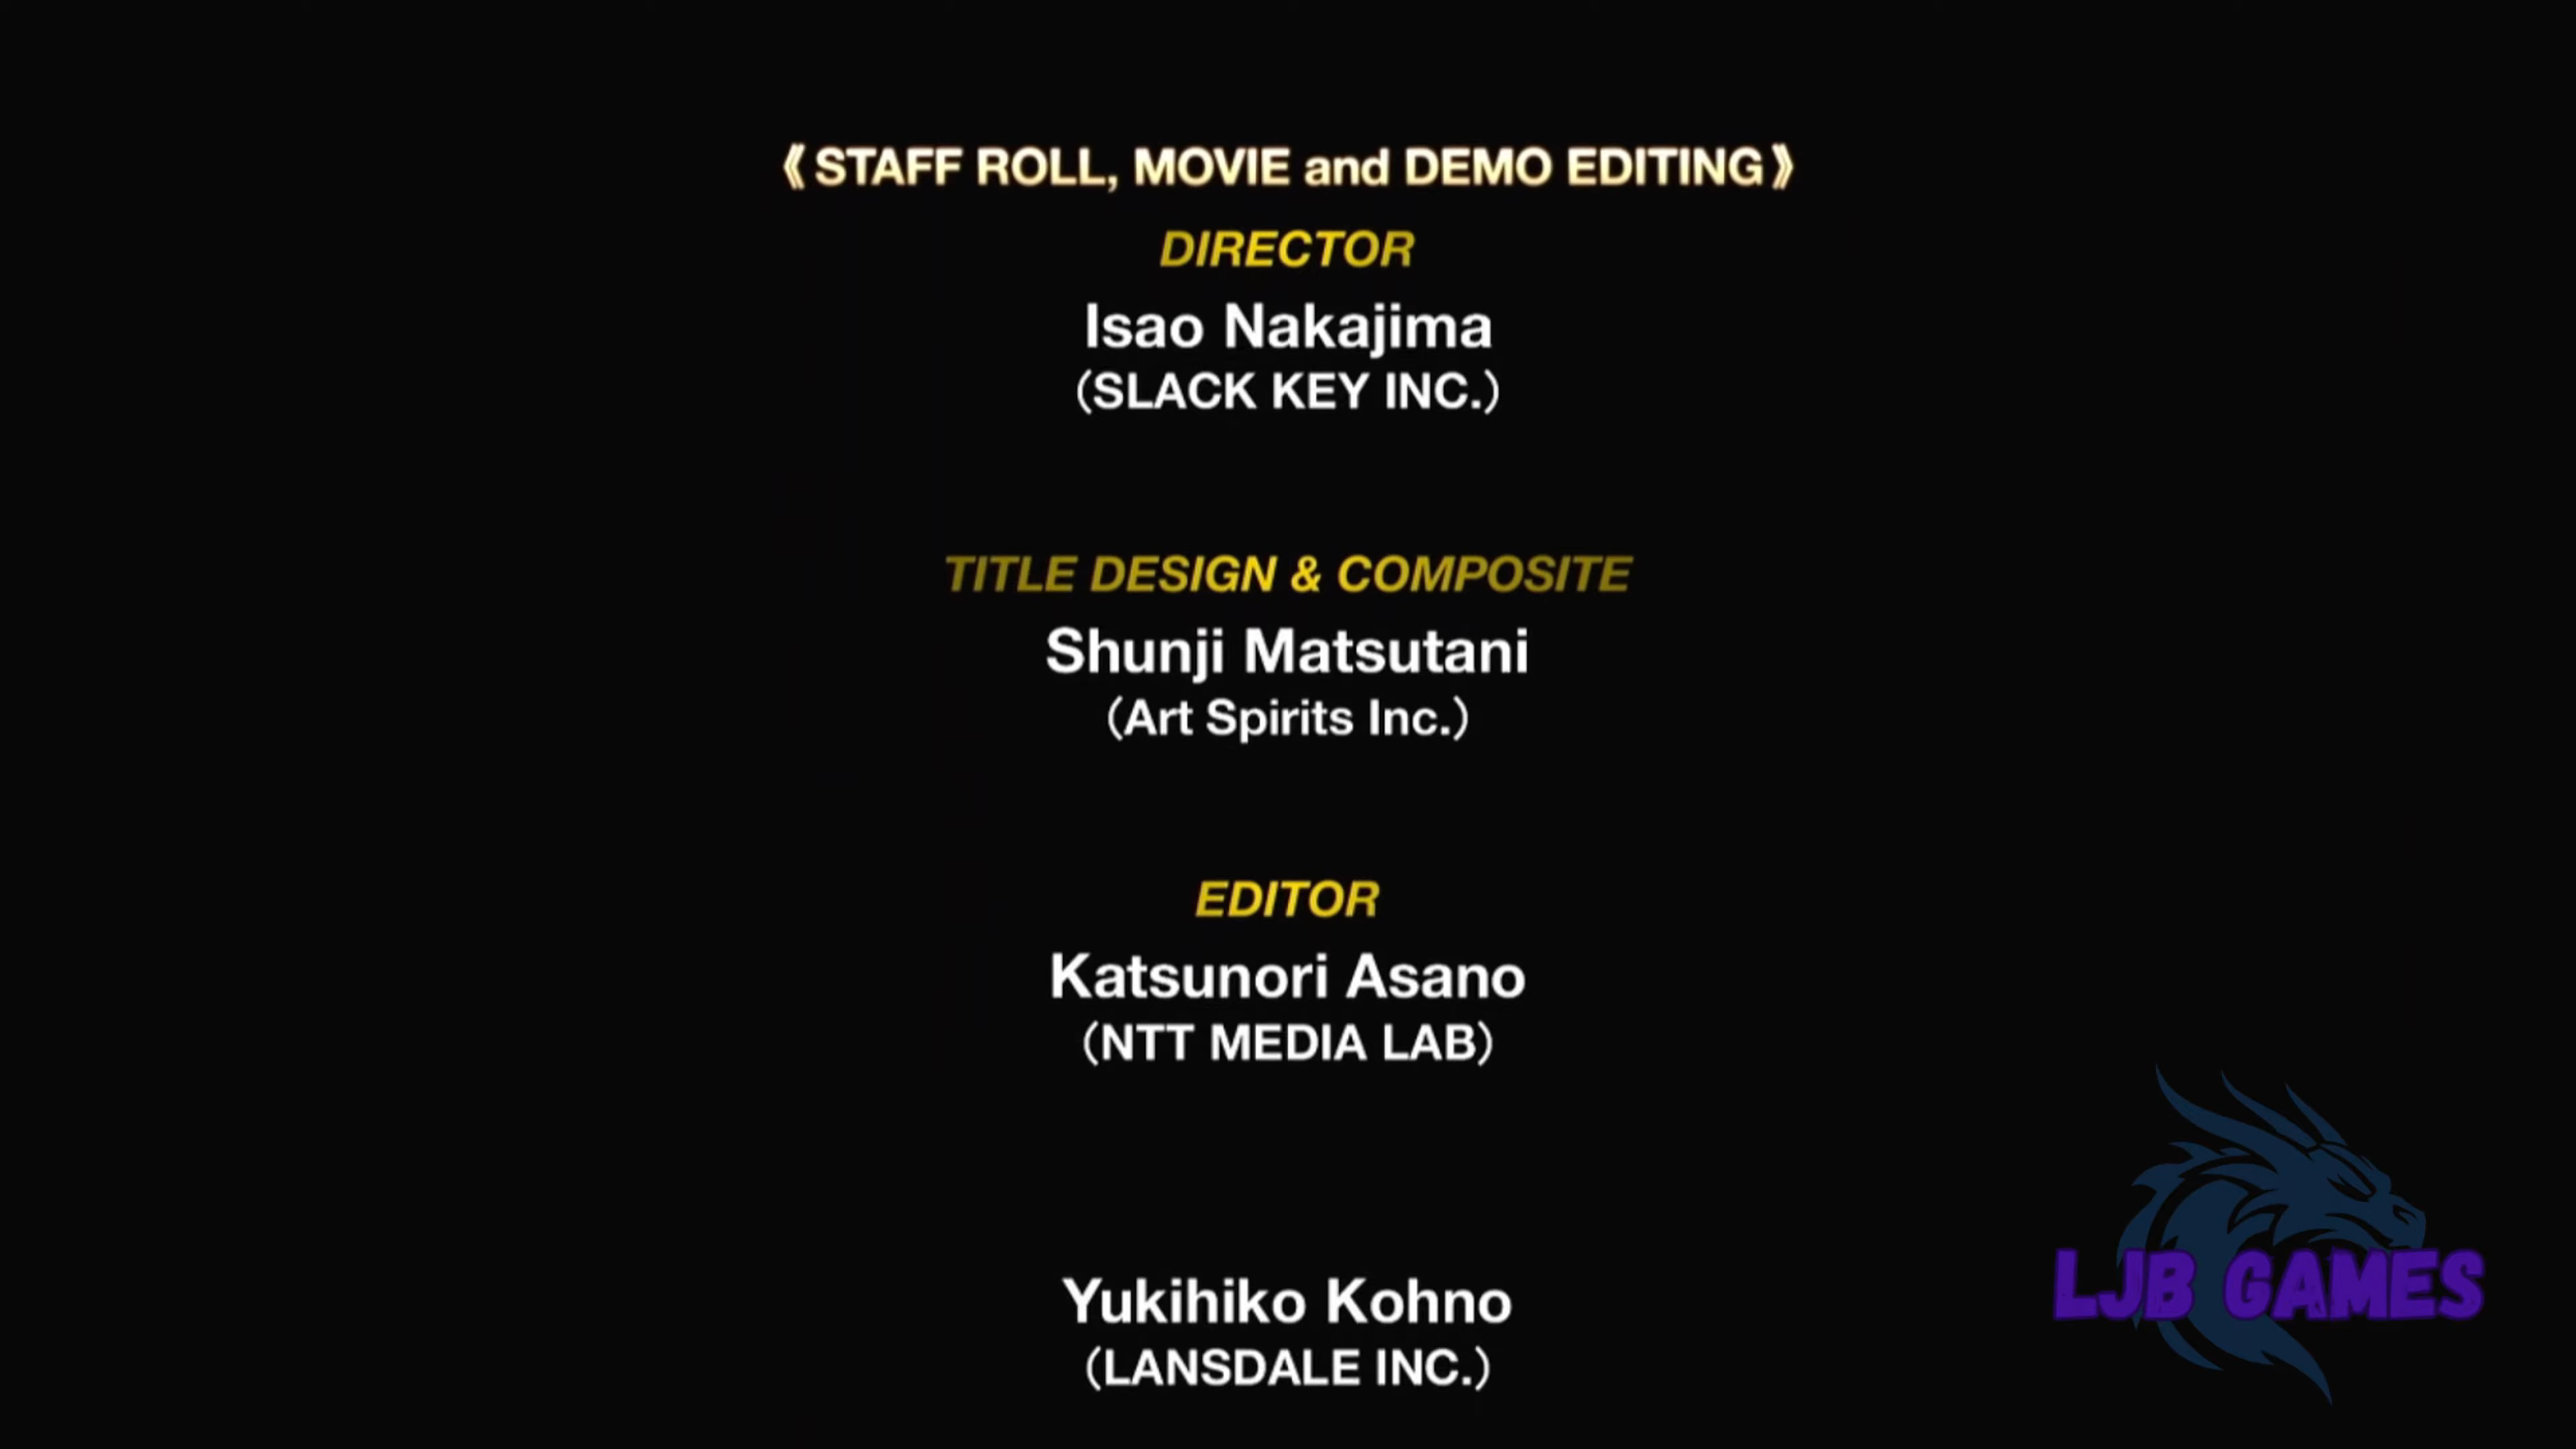 《STAFF ROLL, MOVIE and DEMO EDITING》
DIRECTOR
Isao Nakajima
(SLACK KEY INC.)
TITLE DESIGN & COMPOSITE
Shunji Matsutani
(Art Spirits Inc.)
EDITOR
Katsunori Asano
(NTT MEDIA LAB)
Yukihiko Kohno
(LANSDALE INC.)
LJB GAMES